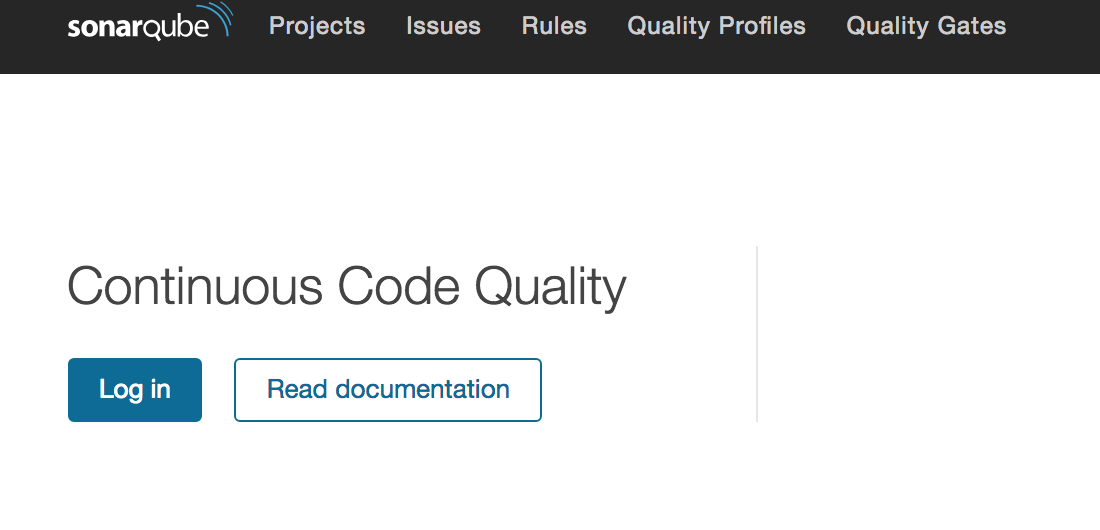 sonarqube Projects Issues Rules Quality Profiles Quality Gates
Continuous Code Quality
Log in Read documentation